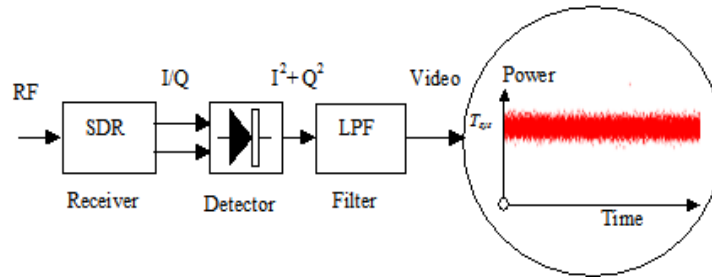 RF
I/Q
I²+Q²
Video
SDR
LPF
Receiver
Detector
Filter
Power
T_sys
Time